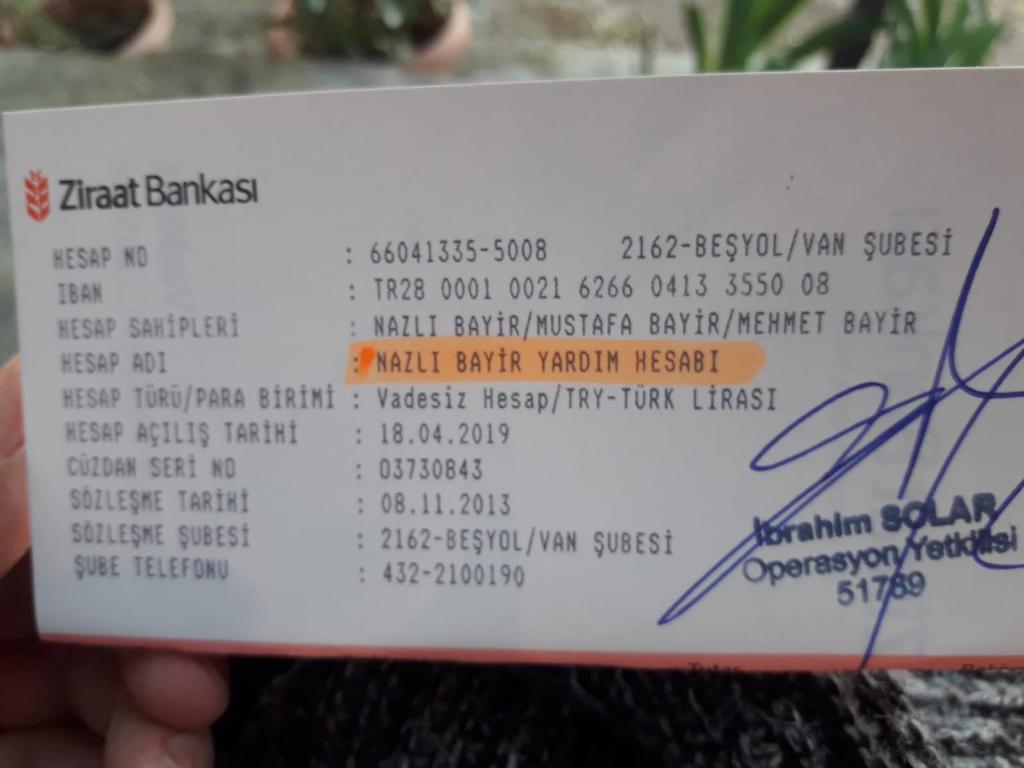 Ziraat Bankası
HESAP NO : 66041335-5008 2162-BEŞYOL/VAN ŞUBESİ
IBAN : TR28 0001 0021 6266 0413 3550 08
HESAP SAHİPLERİ : NAZLI BAYİR/MUSTAFA BAYİR/MEHMET BAYİR
HESAP ADI : NAZLI BAYİR YARDIM HESABI
HESAP TÜRÜ/PARA BİRİMİ : Vadesiz Hesap/TRY-TÜRK LİRASI
HESAP AÇILIŞ TARİHİ : 18.04.2019
CÜZDAN SERİ NO : 03730843
SÖZLEŞME TARİHİ : 08.11.2013
SÖZLEŞME ŞUBESİ : 2162-BEŞYOL/VAN ŞUBESİ
ŞUBE TELEFONU : 432-2100190
İbrahim SOLAR
Operasyon Yetkilisi
51789